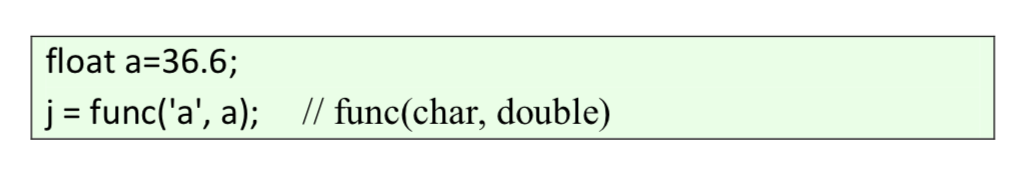 float a=36.6;
j = func('a', a); // func(char, double)